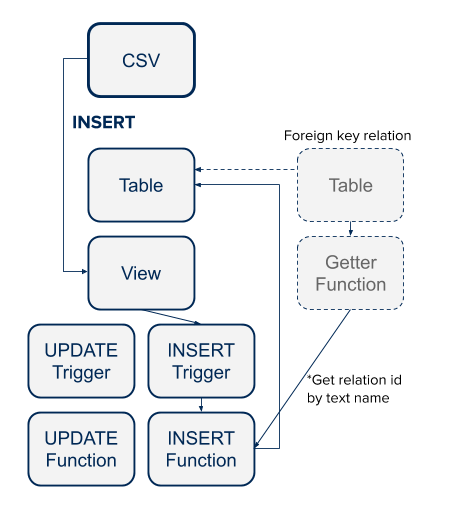 CSV
INSERT
Foreign key relation
Table
Table
View
Getter
Function
UPDATE
Trigger
INSERT
Trigger
*Get relation id
by text name
UPDATE
Function
INSERT
Function